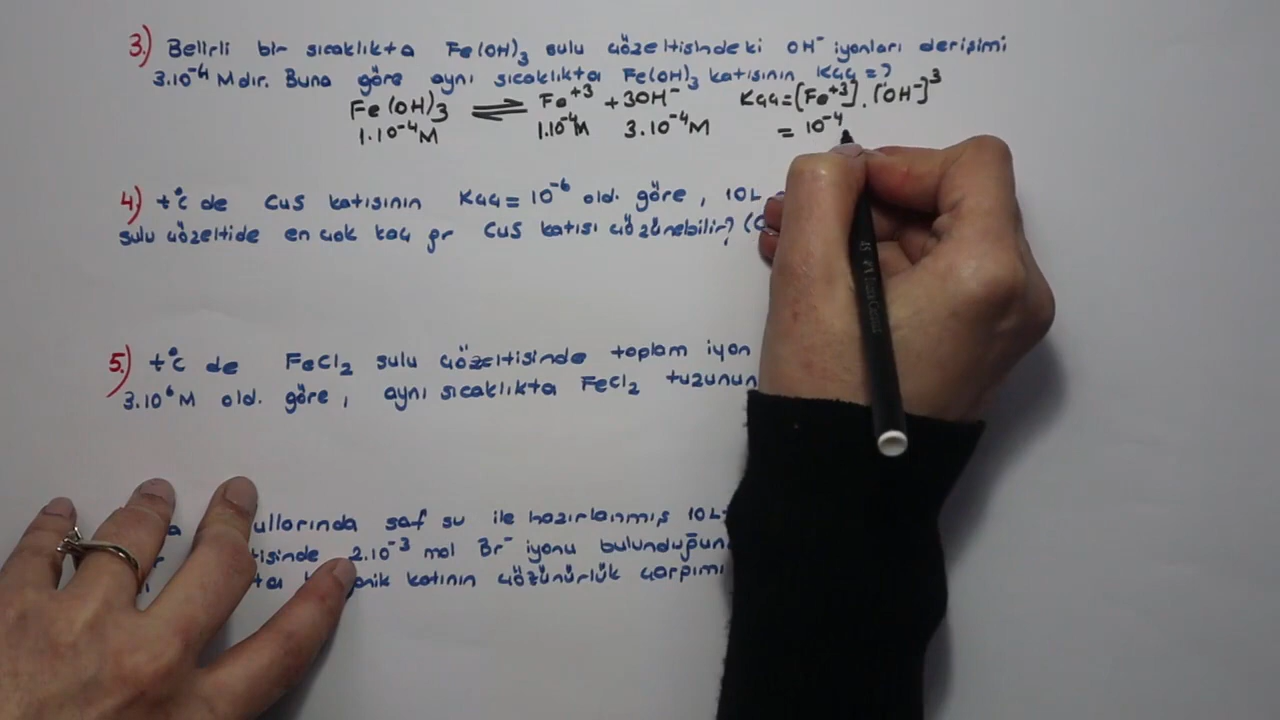 3.) Belirli bir sıcaklıkta Fe(OH)₃ sulu çözeltisindeki OH⁻ iyonları derişimi
3.10⁻⁴ Mdır. Buna göre aynı sıcaklıkta Fe(OH)₃ katısının Kçç = ?
Fe(OH)₃ ⇌ Fe⁺³ + 3OH⁻ Kçç = [Fe⁺³] . [OH⁻]³
1.10⁻⁴M 1.10⁻⁴M 3.10⁻⁴M = 10⁻⁴
4.) t°C de CuS katısının Kçç = 10⁻⁶ old. göre, 10L
sulu çözeltide en çok kaç gr CuS katısı çözünebilir? (C
5.) t°C de FeCl₂ sulu çözeltisinde toplam iyon
3.10⁶M old. göre, aynı sıcaklıkta FeCl₂ tuzunun
ullarında saf su ile hazırlanmış 10L
tisinde 2.10⁻³ mol Br⁻ iyonu bulunduğun
katının çözünürlük çarpımı